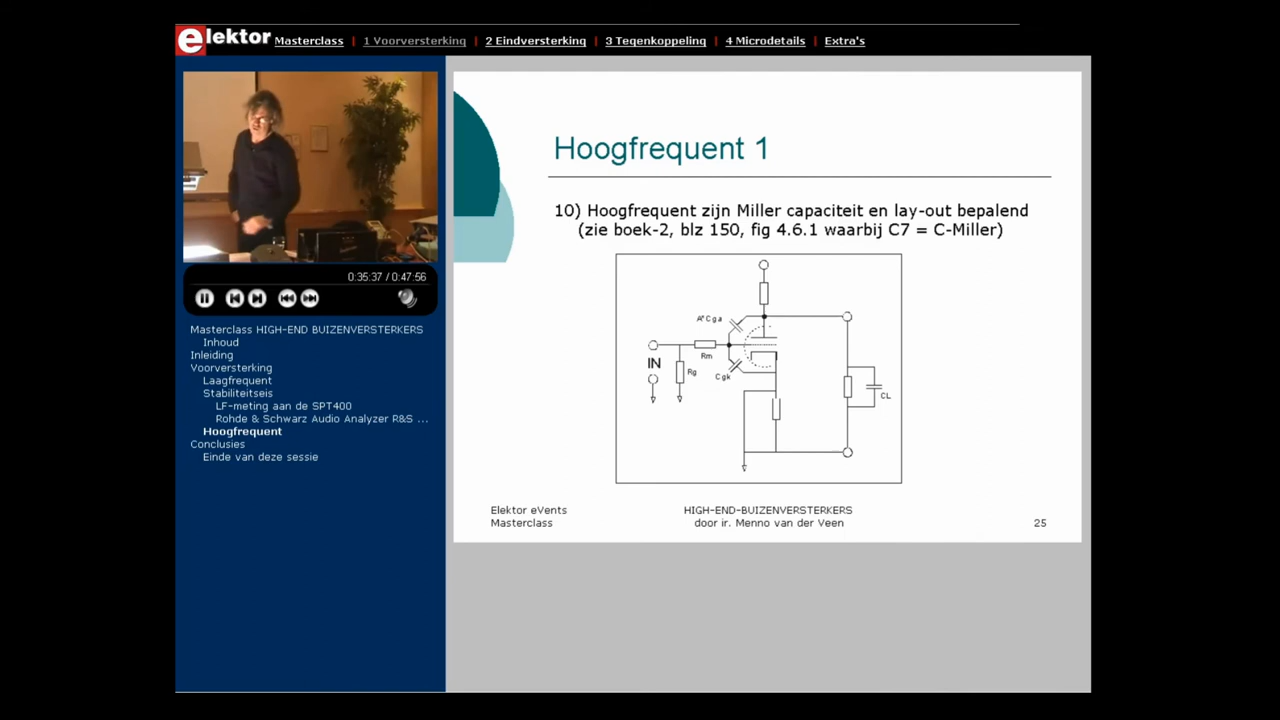 elektor Masterclass | 1 Voorversterking | 2 Eindversterking | 3 Tegenkoppeling | 4 Microdetails | Extra's
0:35:37 / 0:47:56
Masterclass HIGH-END BUIZENVERSTERKERS
Inhoud
Inleiding
Voorversterking
Laagfrequent
Stabiliteitseis
LF-meting aan de SPT400
Rohde & Schwarz Audio Analyzer R&S ...
Hoogfrequent
Conclusies
Einde van deze sessie
Hoogfrequent 1
10) Hoogfrequent zijn Miller capaciteit en lay-out bepalend
(zie boek-2, blz 150, fig 4.6.1 waarbij C7 = C-Miller)
A*Cga
IN
Rm
Rg
Cgk
CL
Elektor eVents
Masterclass
HIGH-END-BUIZENVERSTERKERS
door ir. Menno van der Veen
25